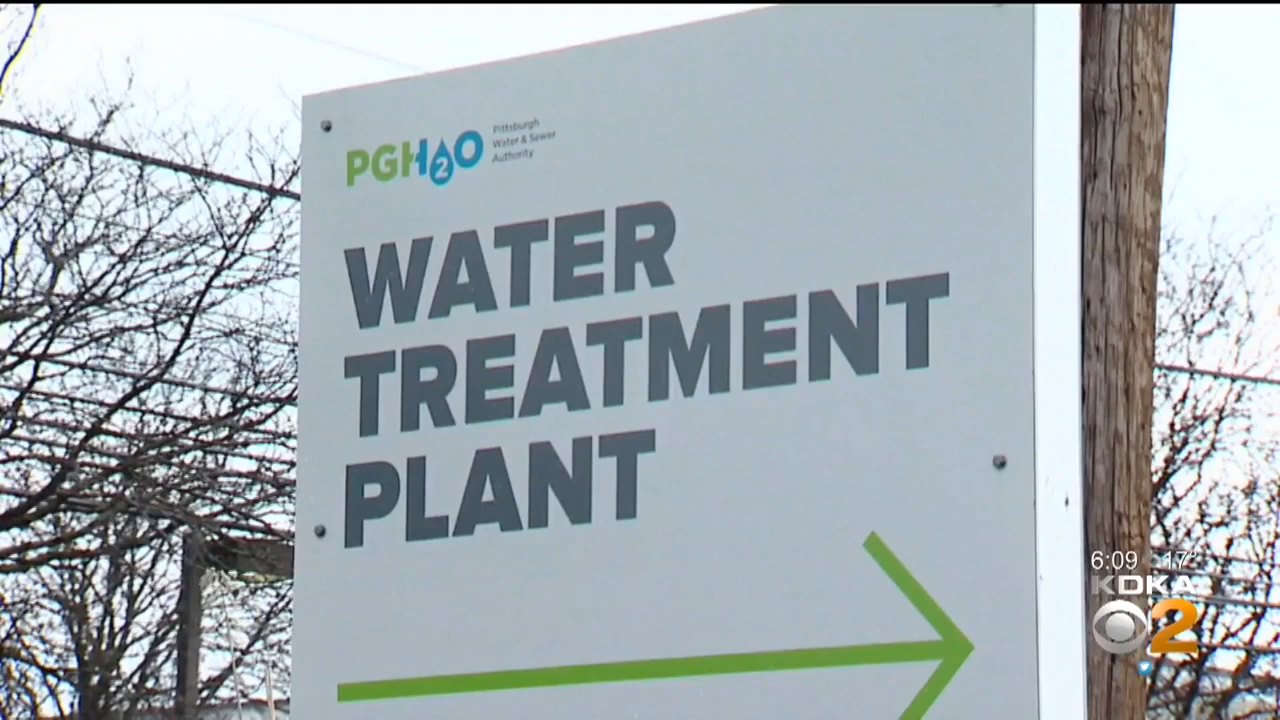 PGH2O
Pittsburgh
Water & Sewer
Authority
WATER
TREATMENT
PLANT
6:09 17°
KDKA
2